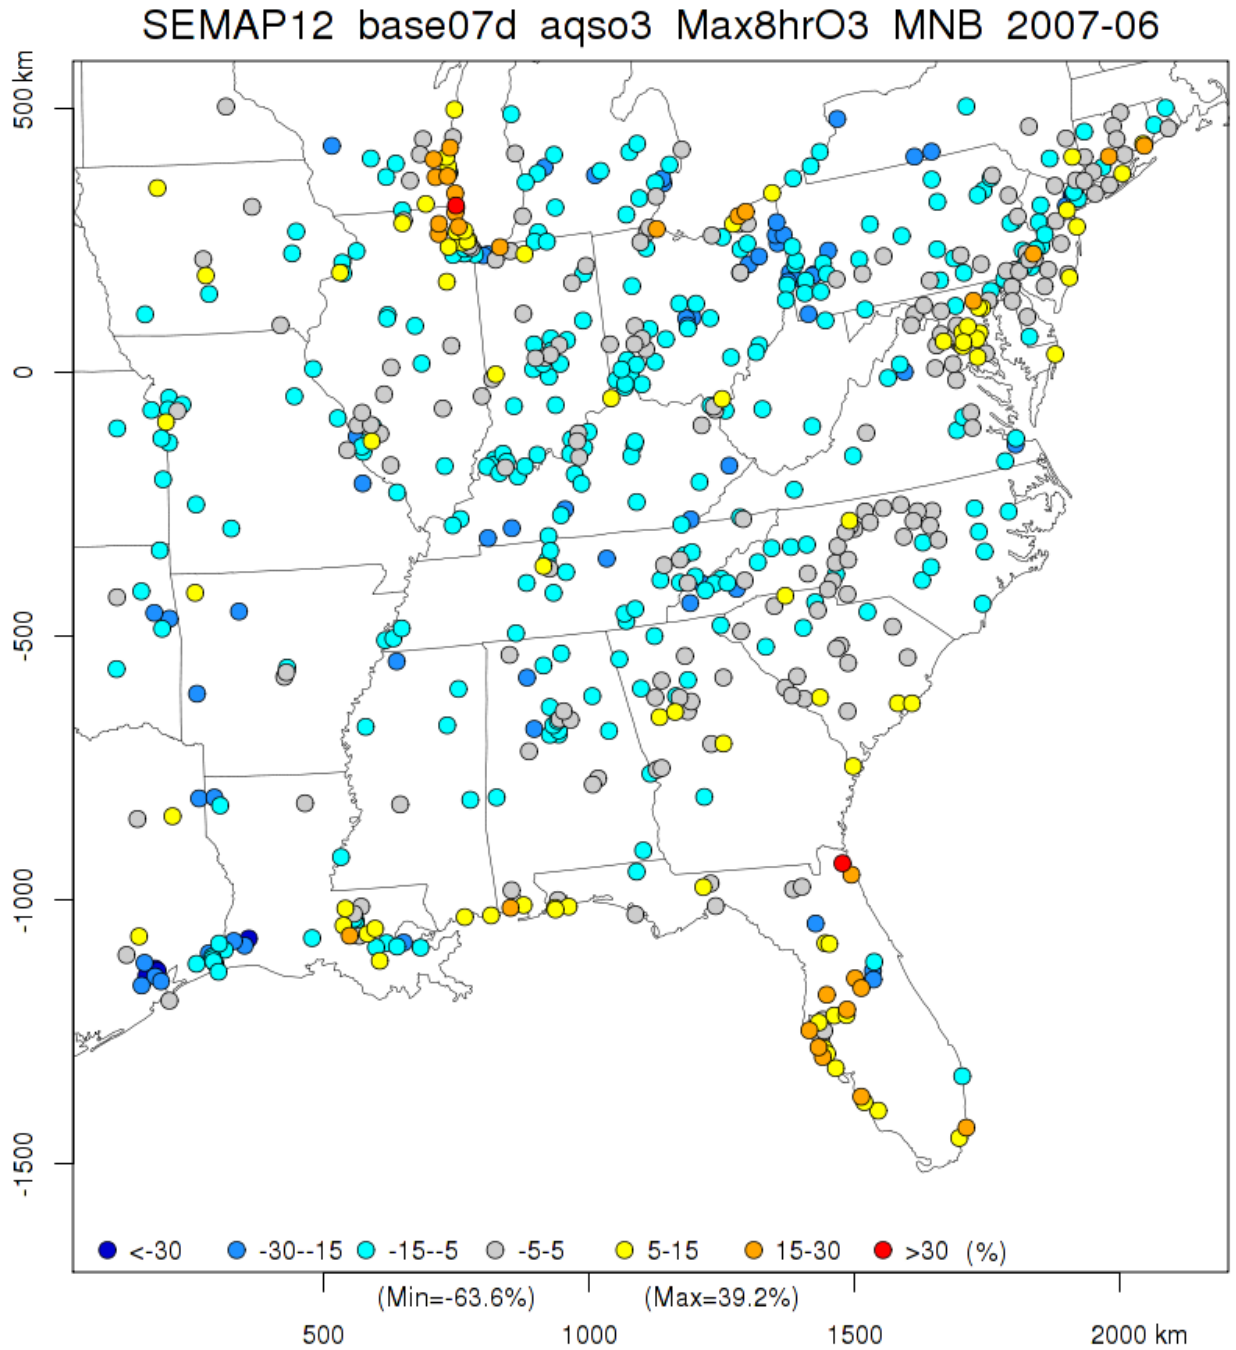 SEMAP12 base07d aqso3 Max8hrO3 MNB 2007-06
500 km
0
-500
-1000
-1500
<-30 -30--15 -15--5 -5-5 5-15 15-30 >30 (%)
(Min=-63.6%) (Max=39.2%)
500 1000 1500 2000 km